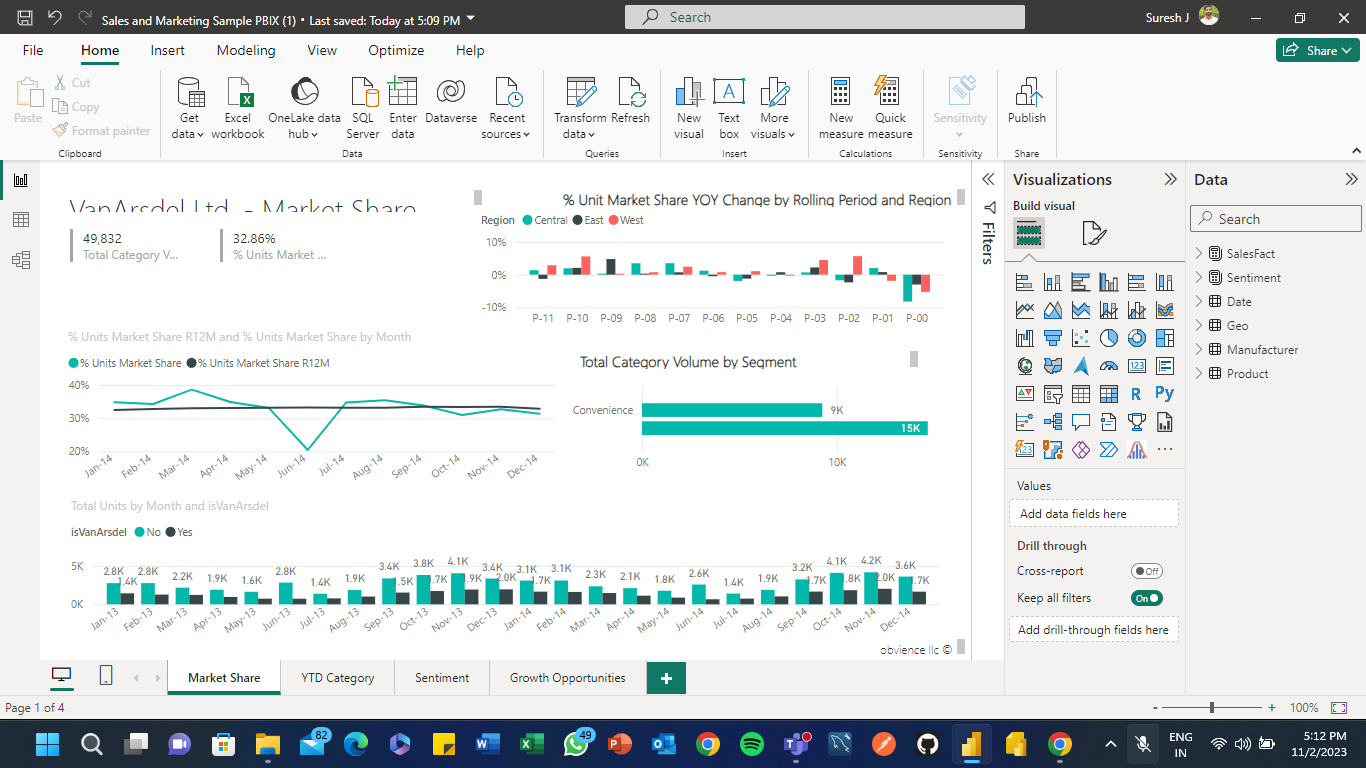 Sales and Marketing Sample PBIX (1) • Last saved: Today at 5:09 PM
Search
Suresh J
File Home Insert Modeling View Optimize Help
Share
Paste
Cut
Copy
Format painter
Clipboard
Get data
Excel workbook
OneLake data hub
SQL Server
Enter data
Dataverse
Recent sources
Data
Transform data
Refresh
Queries
New visual
Text box
More visuals
Insert
New measure
Quick measure
Calculations
Sensitivity
Sensitivity
Publish
Share
VanArsdel Ltd. - Market Share
49,832
Total Category V...
32.86%
% Units Market ...
% Unit Market Share YOY Change by Rolling Period and Region
Region Central East West
10%
0%
-10%
P-11 P-10 P-09 P-08 P-07 P-06 P-05 P-04 P-03 P-02 P-01 P-00
% Units Market Share R12M and % Units Market Share by Month
% Units Market Share % Units Market Share R12M
40%
30%
20%
Jan-14 Feb-14 Mar-14 Apr-14 May-14 Jun-14 Jul-14 Aug-14 Sep-14 Oct-14 Nov-14 Dec-14
Total Category Volume by Segment
Convenience
9K
15K
0K 10K
Total Units by Month and isVanArsdel
isVanArsdel No Yes
5K
0K
2.8K 1.4K 2.8K 2.2K 1.9K 1.6K 2.8K 1.4K 1.9K 3.4K .5K 3.8K 1.7K 4.1K 1.9K 3.4K 2.0K 3.1K 1.7K 3.1K 2.3K 2.1K 1.8K 2.6K 1.4K 1.9K 3.2K 1.7K 4.1K 1.8K 4.2K 2.0K 3.6K 1.7K
Jan-13 Feb-13 Mar-13 Apr-13 May-13 Jun-13 Jul-13 Aug-13 Sep-13 Oct-13 Nov-13 Dec-13 Jan-14 Feb-14 Mar-14 Apr-14 May-14 Jun-14 Jul-14 Aug-14 Sep-14 Oct-14 Nov-14 Dec-14
obvience llc ©
Filters
Visualizations
Build visual
123
R
Py
123
Values
Add data fields here
Drill through
Cross-report
Off
Keep all filters
On
Add drill-through fields here
Data
Search
SalesFact
Sentiment
Date
Geo
Manufacturer
Product
Market Share YTD Category Sentiment Growth Opportunities +
Page 1 of 4
- + 100%
82
49
ENG
IN
5:12 PM
11/2/2023